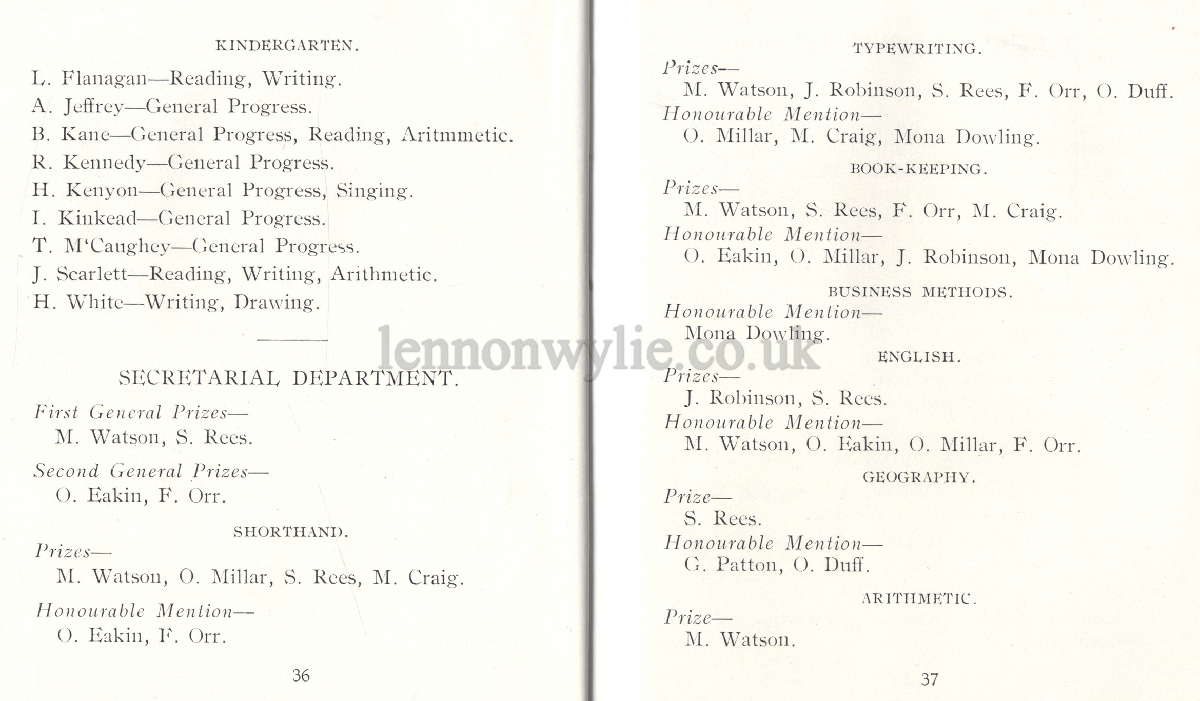 KINDERGARTEN.
L. Flanagan—Reading, Writing.
A. Jeffrey—General Progress.
B. Kane—General Progress, Reading, Aritmmetic.
R. Kennedy—General Progress.
H. Kenyon—General Progress, Singing.
I. Kinkead—General Progress.
T. M‘Caughey—General Progress.
J. Scarlett—Reading, Writing, Arithmetic.
H. White—Writing, Drawing.
SECRETARIAL DEPARTMENT.
First General Prizes—
M. Watson, S. Rees.
Second General Prizes—
O. Eakin, F. Orr.
SHORTHAND.
Prizes—
M. Watson, O. Millar, S. Rees, M. Craig.
Honourable Mention—
O. Eakin, F. Orr.
36
TYPEWRITING.
Prizes—
M. Watson, J. Robinson, S. Rees, F. Orr, O. Duff.
Honourable Mention—
O. Millar, M. Craig, Mona Dowling.
BOOK-KEEPING.
Prizes—
M. Watson, S. Rees, F. Orr, M. Craig.
Honourable Mention—
O. Eakin, O. Millar, J. Robinson, Mona Dowling.
BUSINESS METHODS.
Honourable Mention—
Mona Dowling.
ENGLISH.
Prizes—
J. Robinson, S. Rees.
Honourable Mention—
M. Watson, O. Eakin, O. Millar, F. Orr.
GEOGRAPHY.
Prize—
S. Rees.
Honourable Mention—
G. Patton, O. Duff.
ARITHMETIC.
Prize—
M. Watson.
37
lennonwylie.co.uk